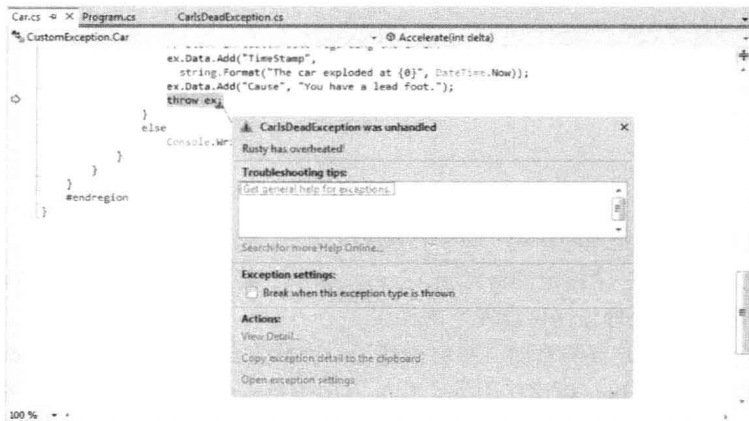 Car.cs Program.cs CarIsDeadException.cs
CustomException.Car Accelerate(int delta)
ex.Data.Add("TimeStamp",
string.Format("The car exploded at {0}", DateTime.Now));
ex.Data.Add("Cause", "You have a lead foot.");
throw ex;
}
else
Console.Wri
}
}
}
#endregion
}
CarIsDeadException was unhandled
Rusty has overheated!
Troubleshooting tips:
Get general help for exceptions.
Search for more Help Online...
Exception settings:
Break when this exception type is thrown
Actions:
View Detail...
Copy exception detail to the clipboard
Open exception settings
100 %